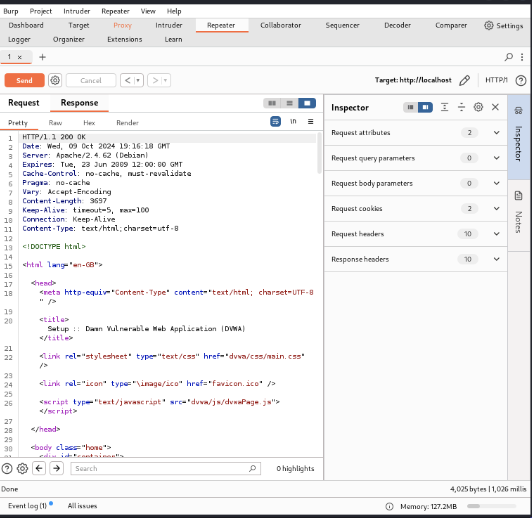 Burp Project Intruder Repeater View Help
Dashboard Target Proxy Intruder Repeater Collaborator Sequencer Decoder Comparer Settings
Logger Organizer Extensions Learn
1 × +
Send Cancel < > Target: http://localhost HTTP/1
Request Response Inspector
Pretty Raw Hex Render
1 HTTP/1.1 200 OK
2 Date: Wed, 09 Oct 2024 19:16:18 GMT
3 Server: Apache/2.4.62 (Debian)
4 Expires: Tue, 23 Jun 2009 12:00:00 GMT
5 Cache-Control: no-cache, must-revalidate
6 Pragma: no-cache
7 Vary: Accept-Encoding
8 Content-Length: 3697
9 Keep-Alive: timeout=5, max=100
10 Connection: Keep-Alive
11 Content-Type: text/html;charset=utf-8
12
13 <!DOCTYPE html>
14
15 <html lang="en-GB">
16
17 <head>
18 <meta http-equiv="Content-Type" content="text/html; charset=UTF-8
" />
19
20 <title>
Setup :: Damn Vulnerable Web Application (DVWA)
</title>
21
22 <link rel="stylesheet" type="text/css" href="dvwa/css/main.css"
/>
23
24 <link rel="icon" type="\image/ico" href="favicon.ico" />
25
26 <script type="text/javascript" src="dvwa/js/dvwaPage.js">
</script>
27
28 </head>
29
30 <body class="home">
31 <div id="container">
Request attributes 2
Request query parameters 0
Request body parameters 0
Request cookies 2
Request headers 10
Response headers 10
Inspector
Notes
Search 0 highlights
Done 4,025 bytes | 1,026 millis
Event log (1) All issues Memory: 127.2MB